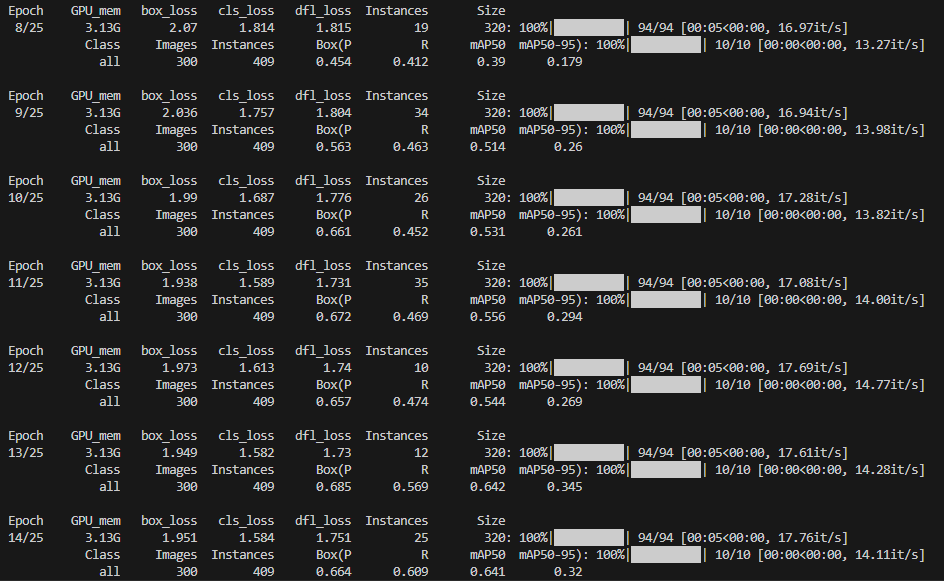 Epoch GPU_mem box_loss cls_loss dfl_loss Instances Size
8/25 3.13G 2.07 1.814 1.815 19 320: 100%|██████████| 94/94 [00:05<00:00, 16.97it/s]
Class Images Instances Box(P R mAP50 mAP50-95): 100%|██████████| 10/10 [00:00<00:00, 13.27it/s]
all 300 409 0.454 0.412 0.39 0.179
Epoch GPU_mem box_loss cls_loss dfl_loss Instances Size
9/25 3.13G 2.036 1.757 1.804 34 320: 100%|██████████| 94/94 [00:05<00:00, 16.94it/s]
Class Images Instances Box(P R mAP50 mAP50-95): 100%|██████████| 10/10 [00:00<00:00, 13.98it/s]
all 300 409 0.563 0.463 0.514 0.26
Epoch GPU_mem box_loss cls_loss dfl_loss Instances Size
10/25 3.13G 1.99 1.687 1.776 26 320: 100%|██████████| 94/94 [00:05<00:00, 17.28it/s]
Class Images Instances Box(P R mAP50 mAP50-95): 100%|██████████| 10/10 [00:00<00:00, 13.82it/s]
all 300 409 0.661 0.452 0.531 0.261
Epoch GPU_mem box_loss cls_loss dfl_loss Instances Size
11/25 3.13G 1.938 1.589 1.731 35 320: 100%|██████████| 94/94 [00:05<00:00, 17.08it/s]
Class Images Instances Box(P R mAP50 mAP50-95): 100%|██████████| 10/10 [00:00<00:00, 14.00it/s]
all 300 409 0.672 0.469 0.556 0.294
Epoch GPU_mem box_loss cls_loss dfl_loss Instances Size
12/25 3.13G 1.973 1.613 1.74 10 320: 100%|██████████| 94/94 [00:05<00:00, 17.69it/s]
Class Images Instances Box(P R mAP50 mAP50-95): 100%|██████████| 10/10 [00:00<00:00, 14.77it/s]
all 300 409 0.657 0.474 0.544 0.269
Epoch GPU_mem box_loss cls_loss dfl_loss Instances Size
13/25 3.13G 1.949 1.582 1.73 12 320: 100%|██████████| 94/94 [00:05<00:00, 17.61it/s]
Class Images Instances Box(P R mAP50 mAP50-95): 100%|██████████| 10/10 [00:00<00:00, 14.28it/s]
all 300 409 0.685 0.569 0.642 0.345
Epoch GPU_mem box_loss cls_loss dfl_loss Instances Size
14/25 3.13G 1.951 1.584 1.751 25 320: 100%|██████████| 94/94 [00:05<00:00, 17.76it/s]
Class Images Instances Box(P R mAP50 mAP50-95): 100%|██████████| 10/10 [00:00<00:00, 14.11it/s]
all 300 409 0.664 0.609 0.641 0.32